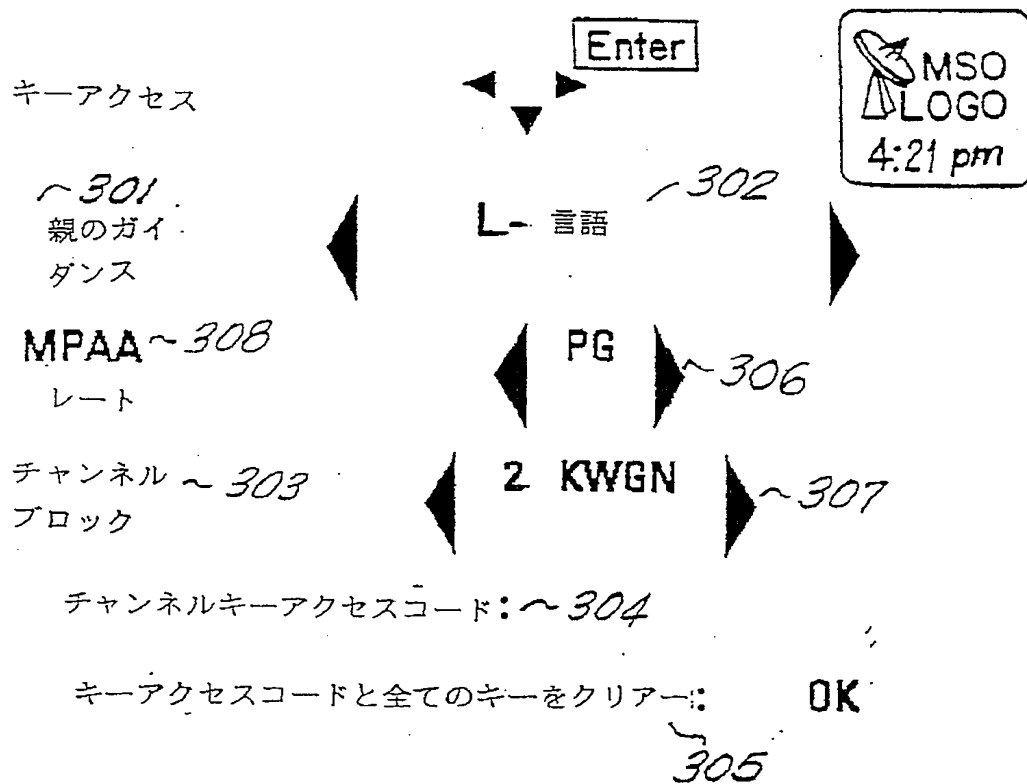 Enter
キーアクセス
MSO
LOGO
4:21 pm
~301
親のガイ
ダンス
L- 言語
302
MPAA ~308
レート
PG
~306
チャンネル ~303
ブロック
2 KWGN
~307
チャンネルキーアクセスコード:~304
キーアクセスコードと全てのキーをクリアー: OK
305